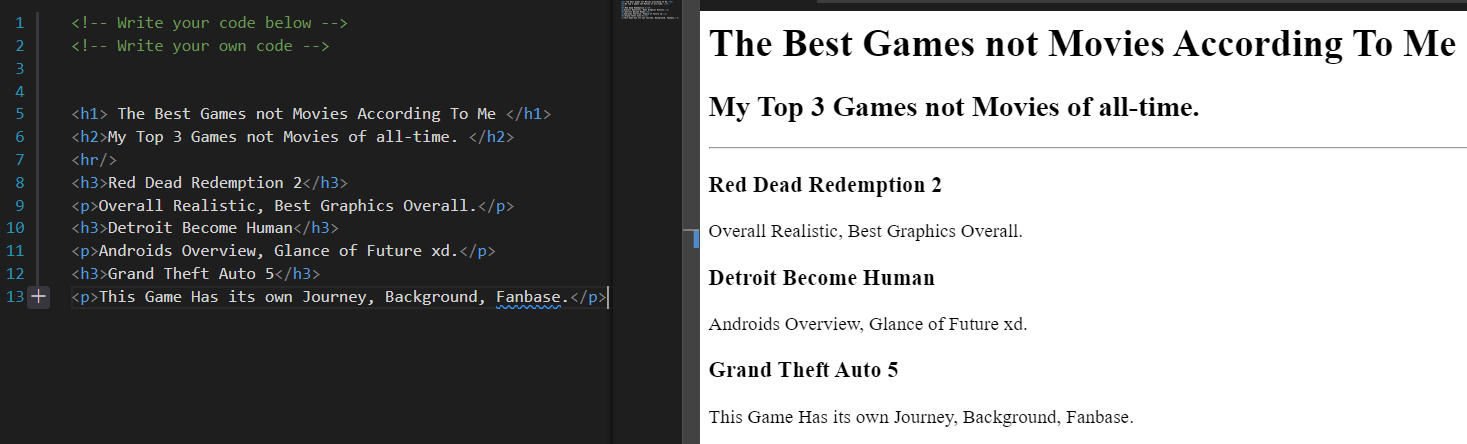 1 <!-- Write your code below -->
2 <!-- Write your own code -->
3
4
5 <h1> The Best Games not Movies According To Me </h1>
6 <h2>My Top 3 Games not Movies of all-time. </h2>
7 <hr/>
8 <h3>Red Dead Redemption 2</h3>
9 <p>Overall Realistic, Best Graphics Overall.</p>
10 <h3>Detroit Become Human</h3>
11 <p>Androids Overview, Glance of Future xd.</p>
12 <h3>Grand Theft Auto 5</h3>
13 <p>This Game Has its own Journey, Background, Fanbase.</p>
The Best Games not Movies According To Me
My Top 3 Games not Movies of all-time.
Red Dead Redemption 2
Overall Realistic, Best Graphics Overall.
Detroit Become Human
Androids Overview, Glance of Future xd.
Grand Theft Auto 5
This Game Has its own Journey, Background, Fanbase.